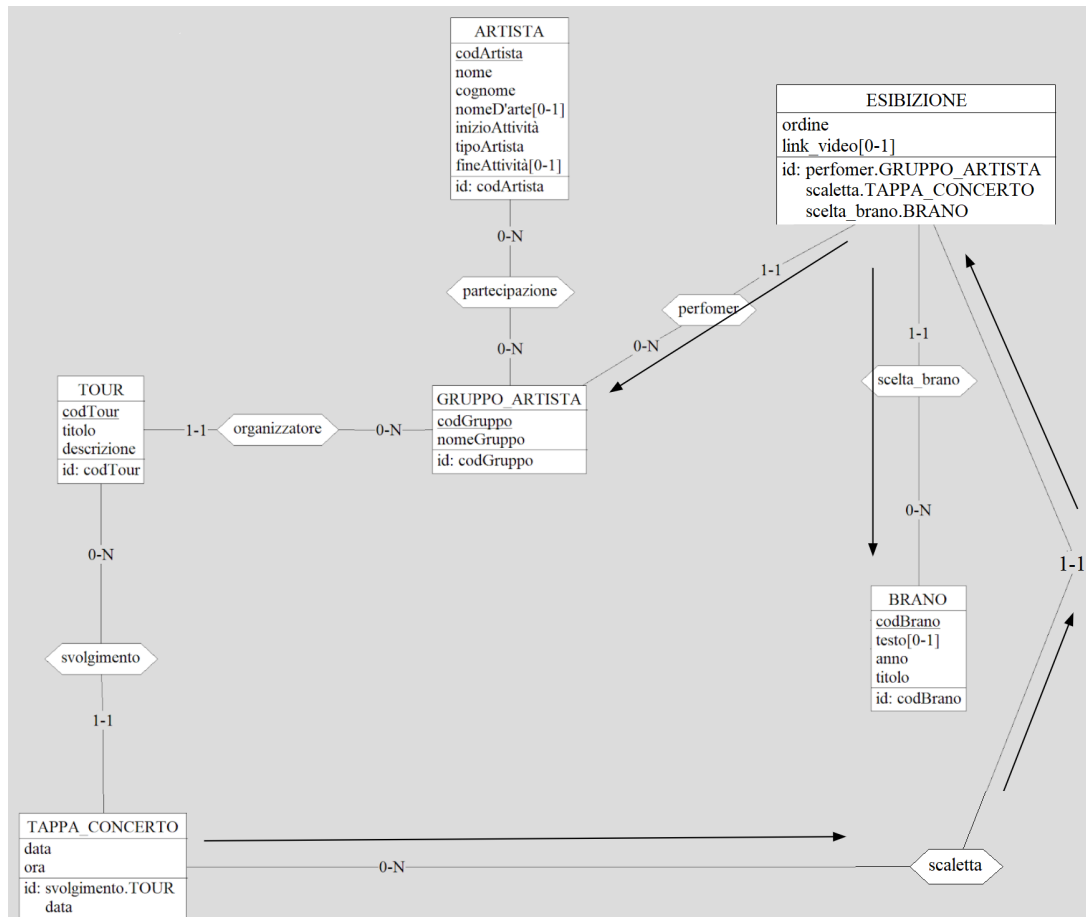 ARTISTA
codArtista
nome
cognome
nomeD'arte[0-1]
inizioAttività
tipoArtista
fineAttività[0-1]
id: codArtista
ESIBIZIONE
ordine
link_video[0-1]
id: perfomer.GRUPPO_ARTISTA
scaletta.TAPPA_CONCERTO
scelta_brano.BRANO
0-N
partecipazione
0-N
1-1
perfomer
0-N
1-1
scelta_brano
0-N
TOUR
codTour
titolo
descrizione
id: codTour
1-1
organizzatore
0-N
GRUPPO_ARTISTA
codGruppo
nomeGruppo
id: codGruppo
0-N
svolgimento
1-1
BRANO
codBrano
testo[0-1]
anno
titolo
id: codBrano
1-1
TAPPA_CONCERTO
data
ora
id: svolgimento.TOUR
data
0-N
scaletta